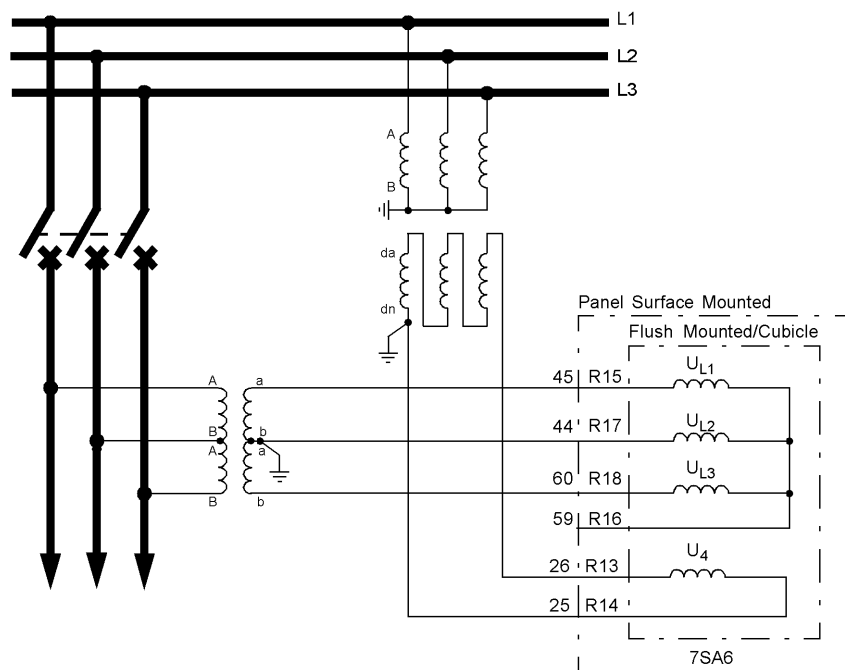 L1
L2
L3
A
B
da
dn
Panel Surface Mounted
Flush Mounted/Cubicle
A a 45 R15 UL1
B b 44 R17 UL2
A a
60 R18 UL3
B b
59 R16
26 R13 U4
25 R14
7SA6